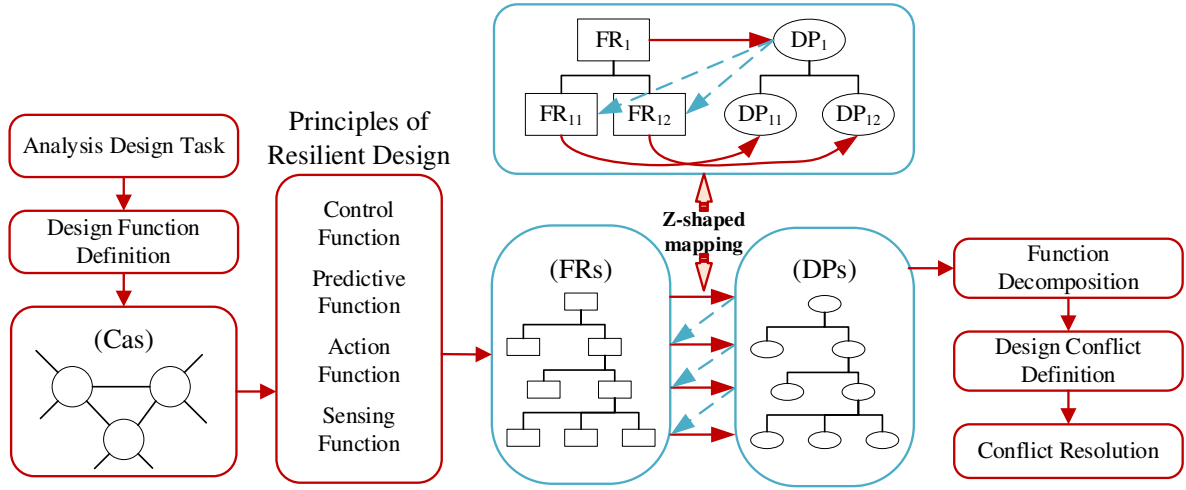 Analysis Design Task
Design Function
Definition
(Cas)
Principles of
Resilient Design
Control
Function
Predictive
Function
Action
Function
Sensing
Function
FR₁
DP₁
FR₁₁
FR₁₂
DP₁₁
DP₁₂
Z-shaped
mapping
(FRs)
(DPs)
Function
Decomposition
Design Conflict
Definition
Conflict Resolution